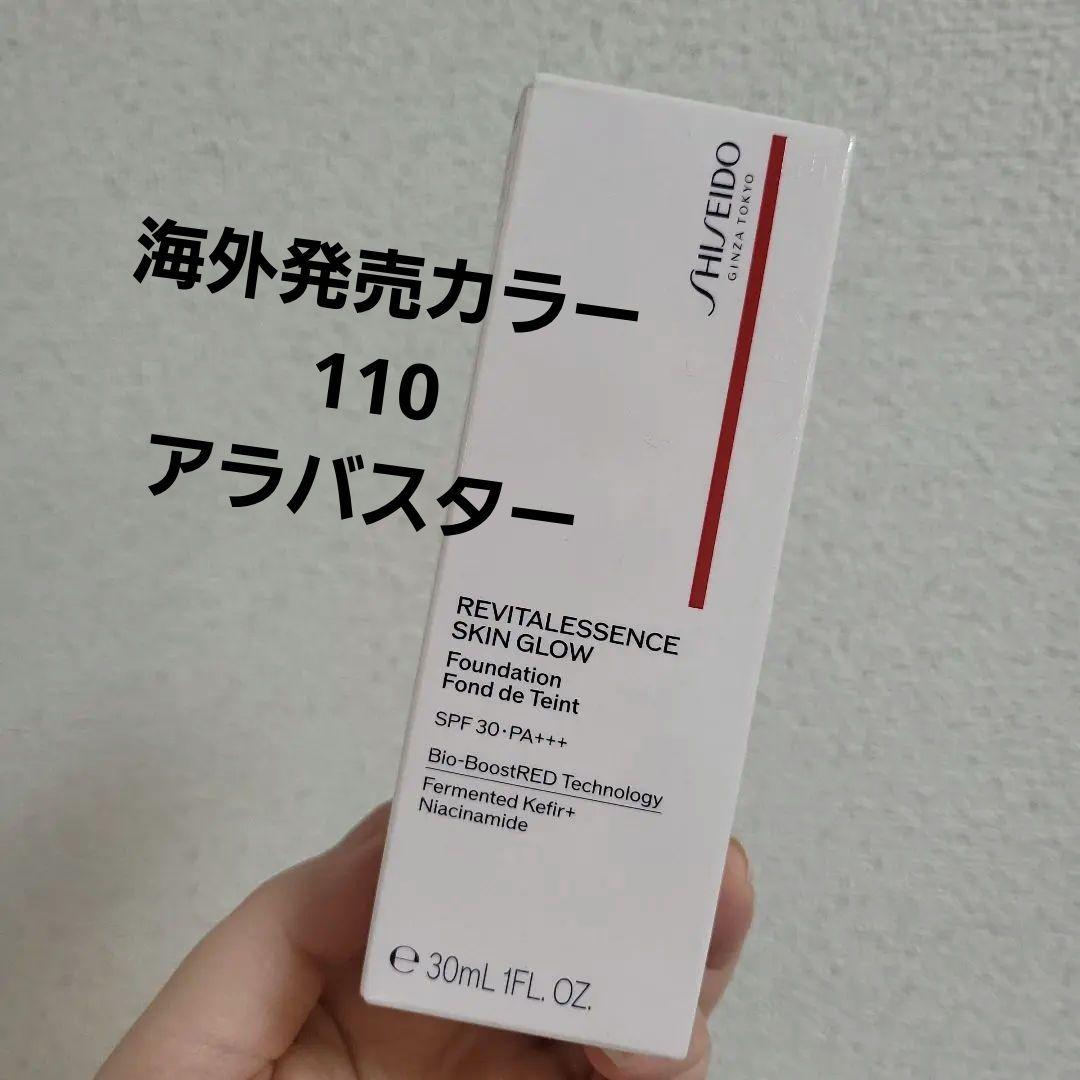 海外発売カラー
110
アラバスター
SHISEIDO
GINZA TOKYO
REVITALESSENCE
SKIN GLOW
Foundation
Fond de Teint
SPF 30・PA+++
Bio-BoostRED Technology
Fermented Kefir+
Niacinamide
℮ 30mL 1FL. OZ.